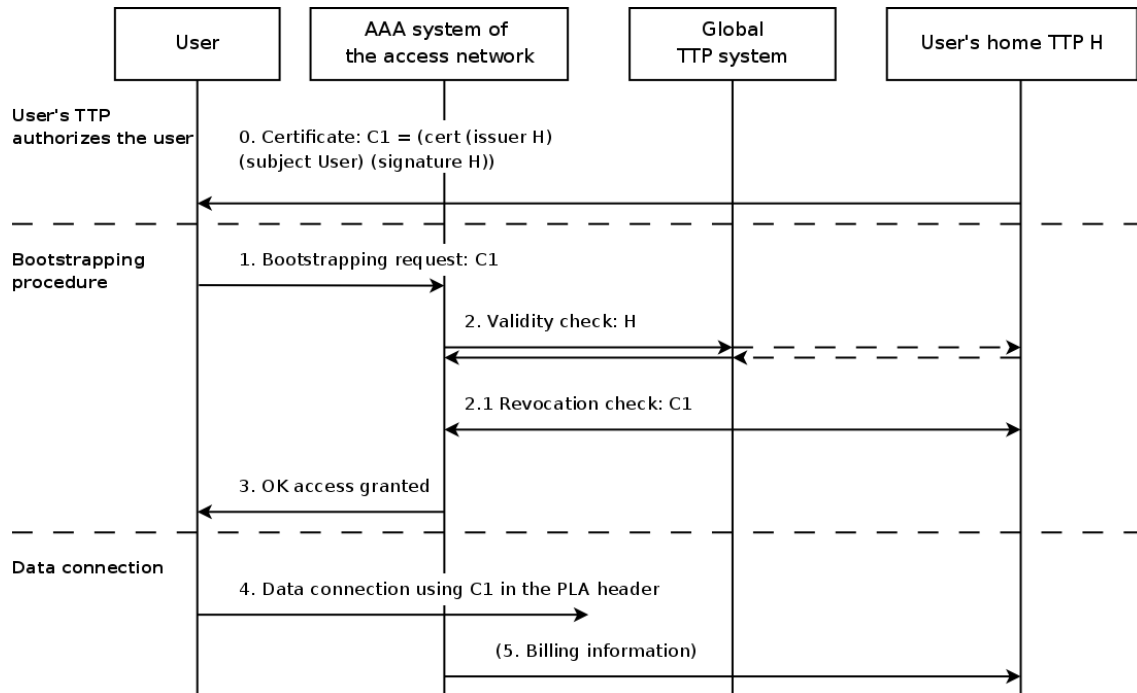 User
AAA system of
the access network
Global
TTP system
User's home TTP H
User's TTP
authorizes the user
0. Certificate: C1 = (cert (issuer H)
(subject User) (signature H))
Bootstrapping
procedure
1. Bootstrapping request: C1
2. Validity check: H
2.1 Revocation check: C1
3. OK access granted
Data connection
4. Data connection using C1 in the PLA header
(5. Billing information)